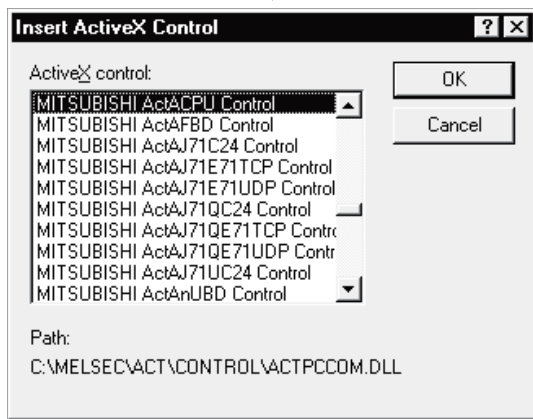 Insert ActiveX Control
ActiveX control:
OK
MITSUBISHI ActACPU Control
MITSUBISHI ActAFBD Control
Cancel
MITSUBISHI ActAJ71C24 Control
MITSUBISHI ActAJ71E71TCP Control
MITSUBISHI ActAJ71E71UDP Control
MITSUBISHI ActAJ71QC24 Control
MITSUBISHI ActAJ71QE71TCP Contro
MITSUBISHI ActAJ71QE71UDP Contr
MITSUBISHI ActAJ71UC24 Control
MITSUBISHI ActAnUBD Control
Path:
C:\MELSEC\ACT\CONTROL\ACTPCCOM.DLL